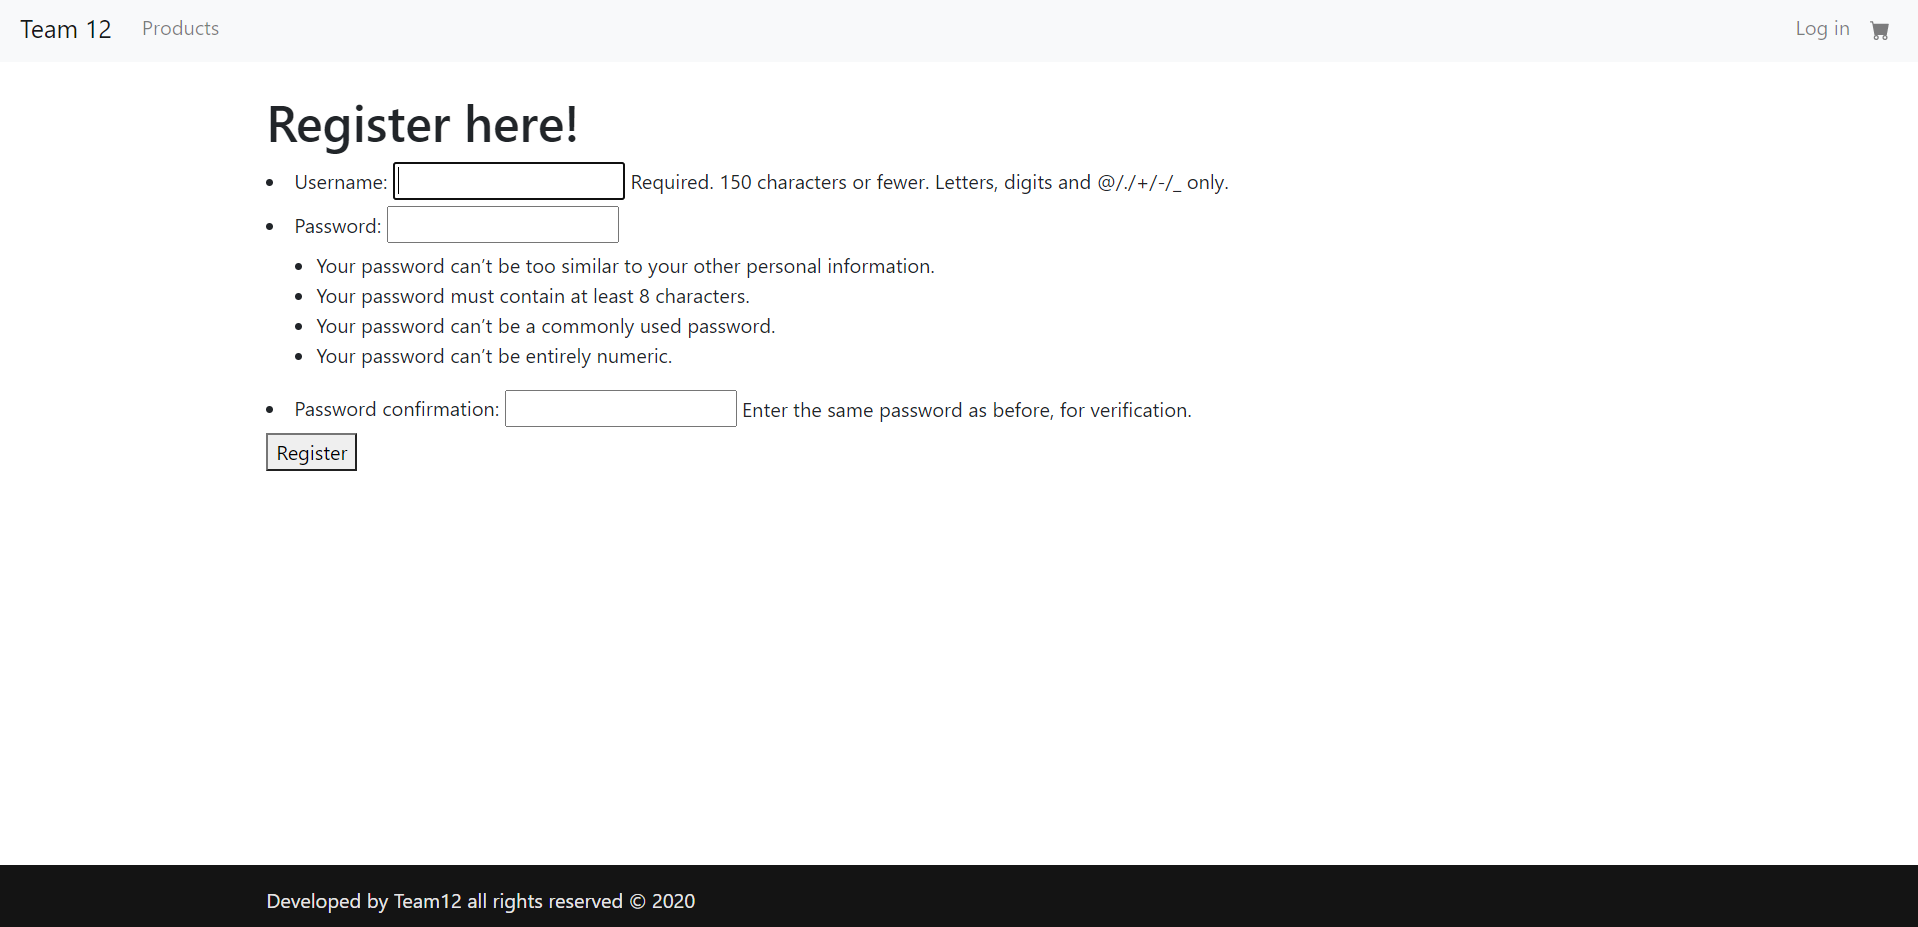 Team 12 Products Log in
Register here!
Username: Required. 150 characters or fewer. Letters, digits and @/./+/-/_ only.
Password:
Your password can’t be too similar to your other personal information.
Your password must contain at least 8 characters.
Your password can’t be a commonly used password.
Your password can’t be entirely numeric.
Password confirmation: Enter the same password as before, for verification.
Register
Developed by Team12 all rights reserved © 2020